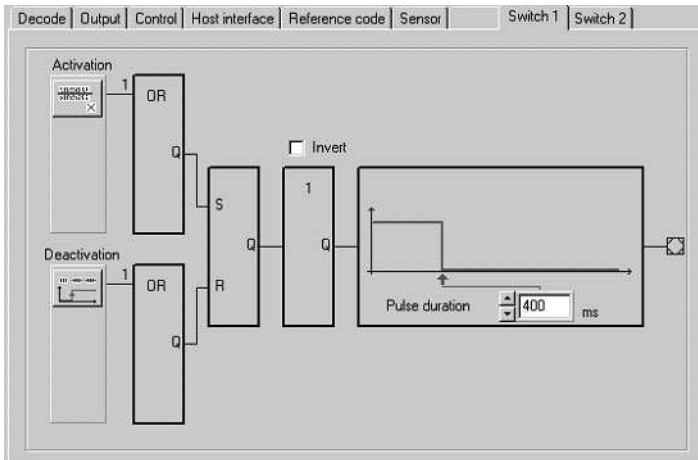 Decode Output Control Host interface Reference code Sensor Switch 1 Switch 2
Activation
1
OR
Q
Invert
1
S
Q
Q
R
Deactivation
1
OR
Q
Pulse duration 400 ms